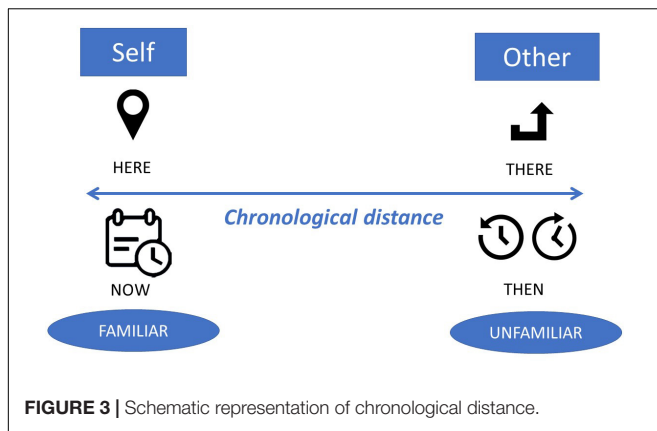 Self
Other
HERE
THERE
Chronological distance
NOW
THEN
FAMILIAR
UNFAMILIAR
FIGURE 3 | Schematic representation of chronological distance.